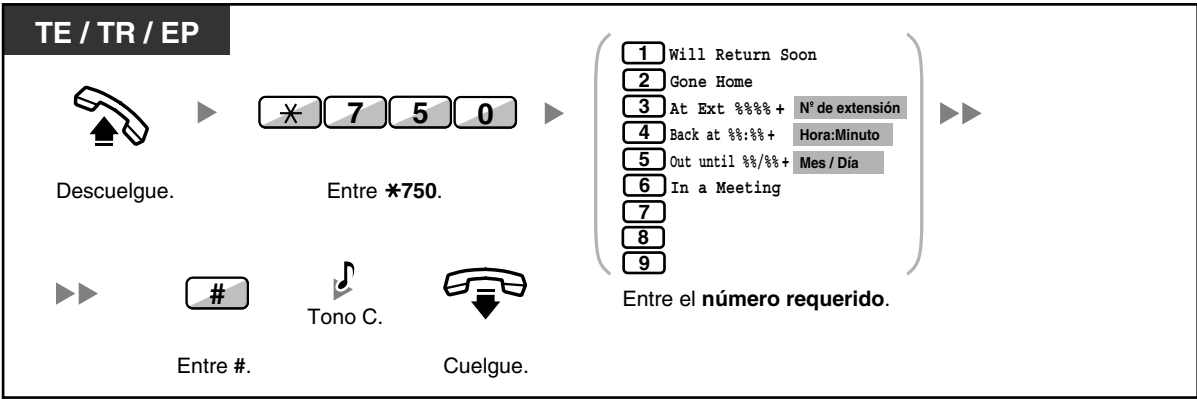 TE / TR / EP
1 Will Return Soon
2 Gone Home
3 At Ext %%%% + Nº de extensión
4 Back at %%:%% + Hora:Minuto
5 Out until %%/%% + Mes / Día
6 In a Meeting
7
8
9
* 7 5 0
Descuelgue.
Entre *750.
Entre el número requerido.
#
Tono C.
Entre #.
Cuelgue.